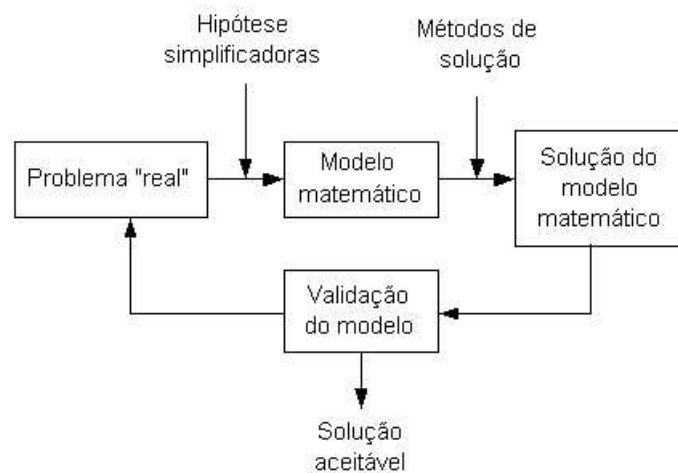 Hipótese
simplificadoras
Métodos de
solução
Problema "real"
Modelo
matemático
Solução do
modelo
matemático
Validação
do modelo
Solução
aceitável